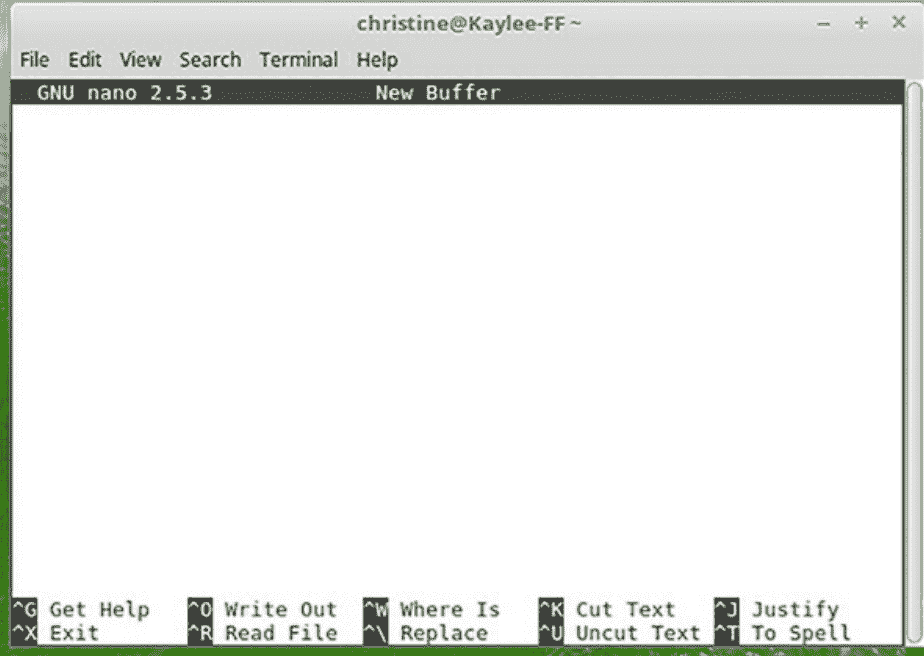 christine@Kaylee-FF ~
File Edit View Search Terminal Help
GNU nano 2.5.3 New Buffer
^G Get Help ^O Write Out ^W Where Is ^K Cut Text ^J Justify
^X Exit ^R Read File ^\ Replace ^U Uncut Text ^T To Spell